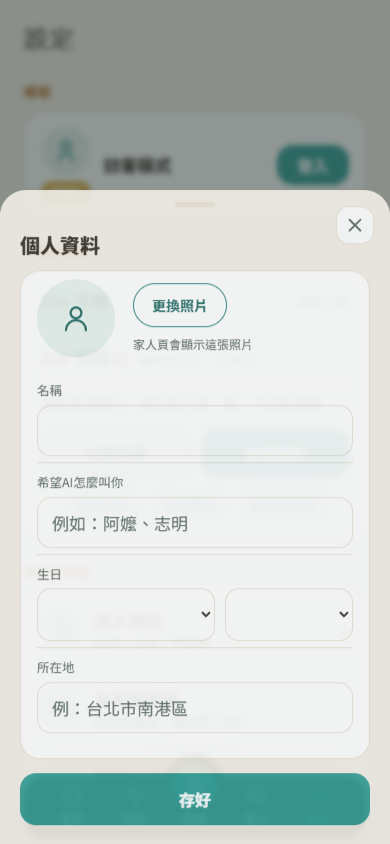 設定
訪客模式
登入
個人資料
更換照片
家人頁會顯示這張照片
名稱
希望AI怎麼叫你
例如：阿嬤、志明
生日
所在地
例：台北市南港區
存好